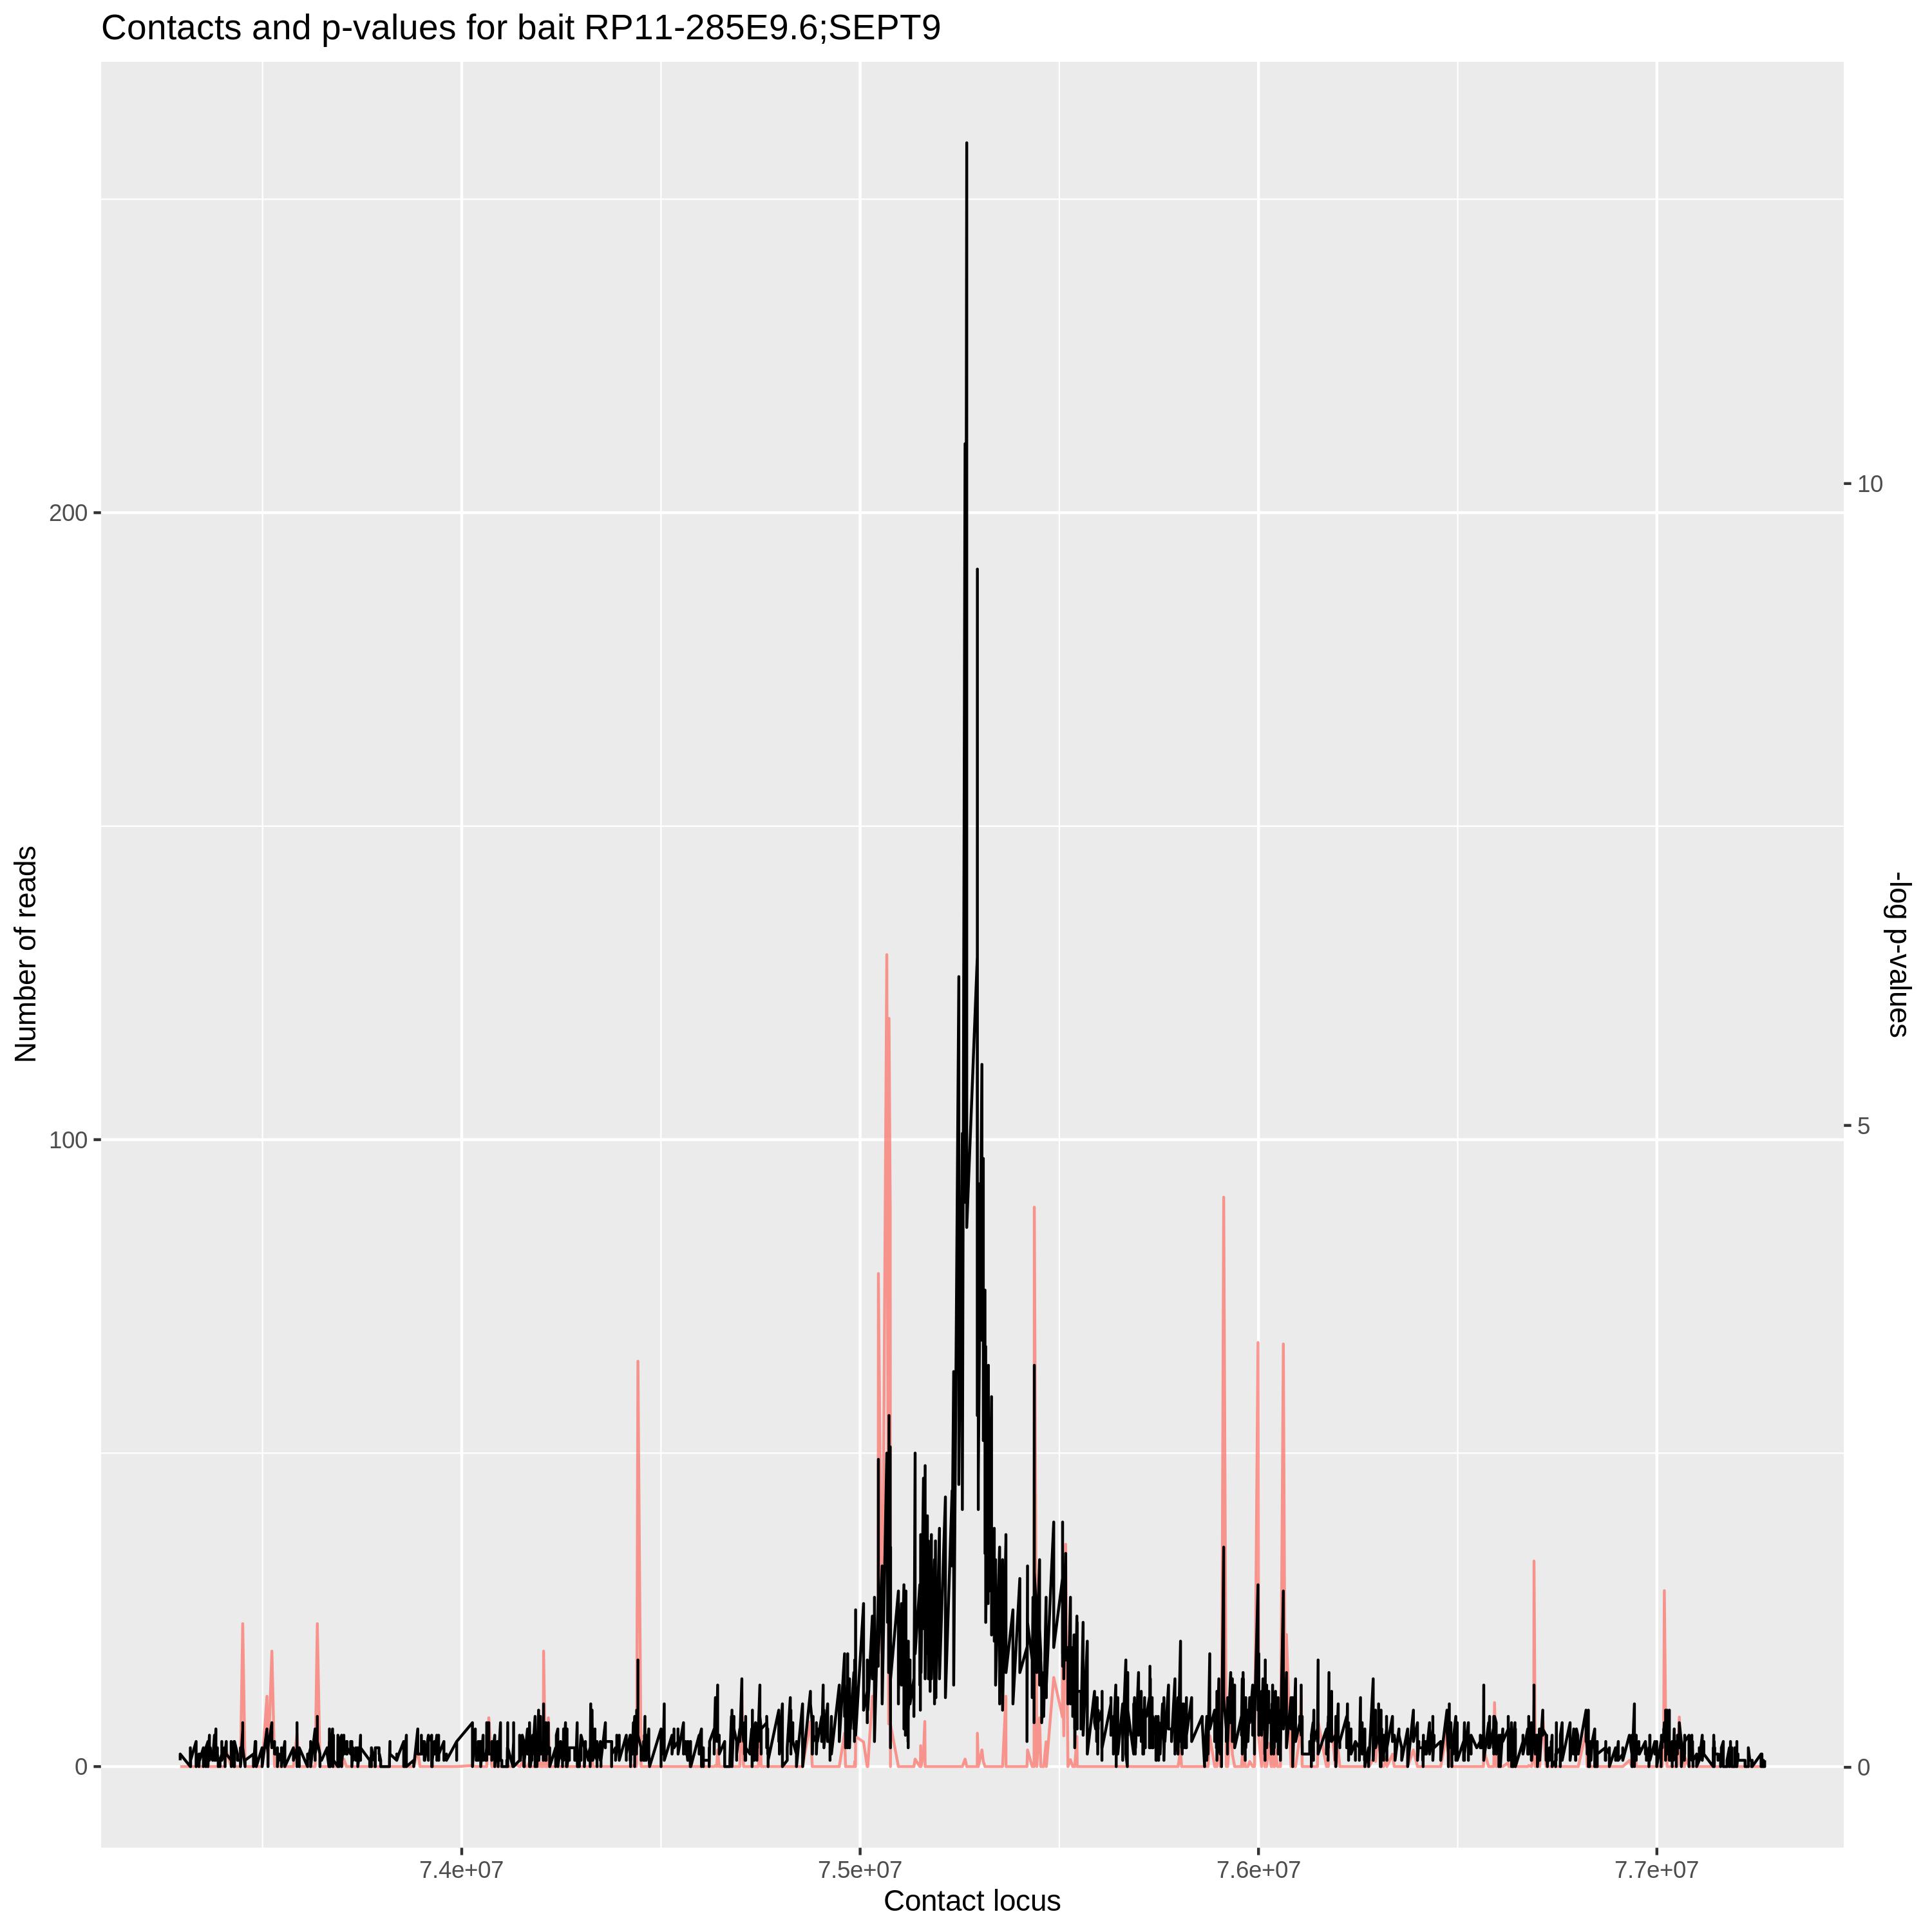 Contacts and p-values for bait RP11-285E9.6;SEPT9
Number of reads
200
100
0
10
5
0
-log p-values
7.4e+07
7.5e+07
7.6e+07
7.7e+07
Contact locus